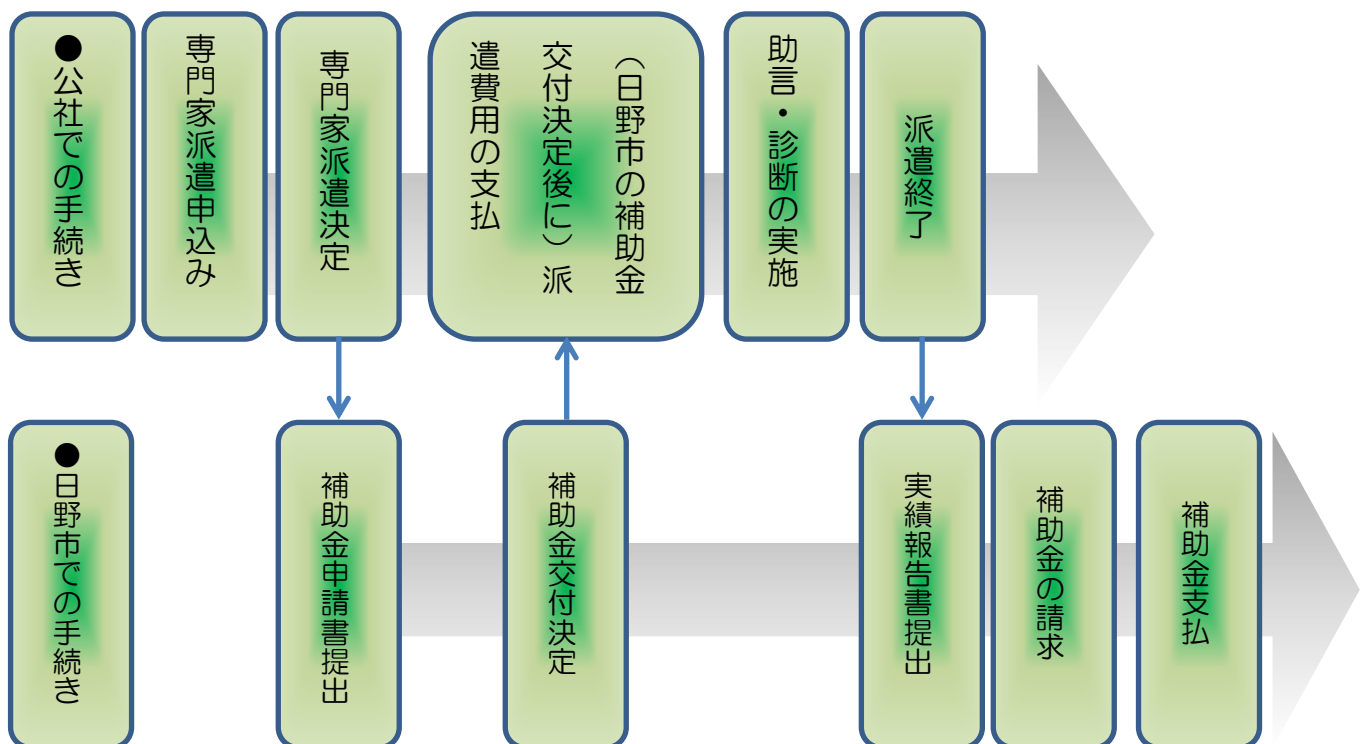 ●公社での手続き
専門家派遣申込み
専門家派遣決定
（日野市の補助金
交付決定後に）派
遣費用の支払
助言・診断の実施
派遣終了
●日野市での手続き
補助金申請書提出
補助金交付決定
実績報告書提出
補助金の請求
補助金支払